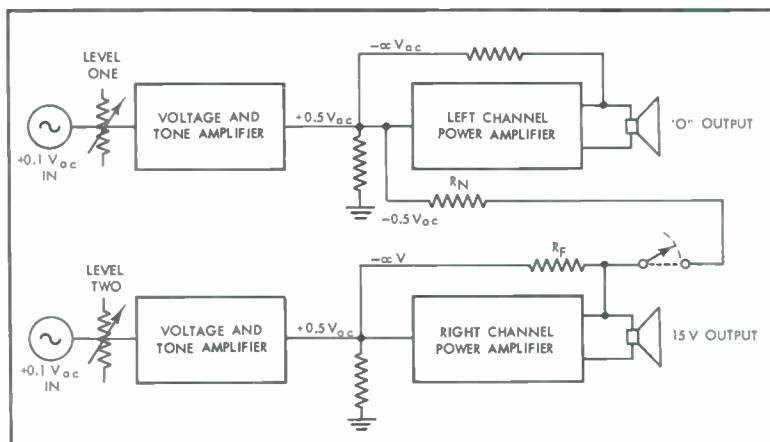 LEVEL
ONE
+0.1 Vac
IN
VOLTAGE AND
TONE AMPLIFIER
+0.5 Vac
-∝ Vac
LEFT CHANNEL
POWER AMPLIFIER
"O" OUTPUT
RN
-0.5 Vac
LEVEL
TWO
+0.1 Vac
IN
VOLTAGE AND
TONE AMPLIFIER
+0.5 Vac
-∝ V
RF
RIGHT CHANNEL
POWER AMPLIFIER
15 V OUTPUT